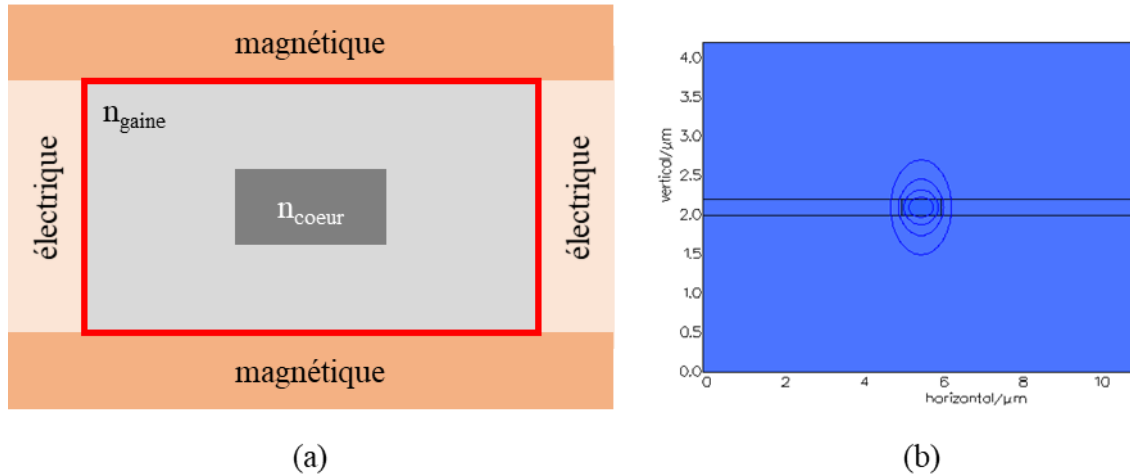 magnétique
n_gaine
électrique
n_coeur
électrique
magnétique
(a)
4.0
3.5
3.0
2.5
2.0
1.5
1.0
0.5
0.0
vertical/µm
0 2 4 6 8 10
horizontal/µm
(b)